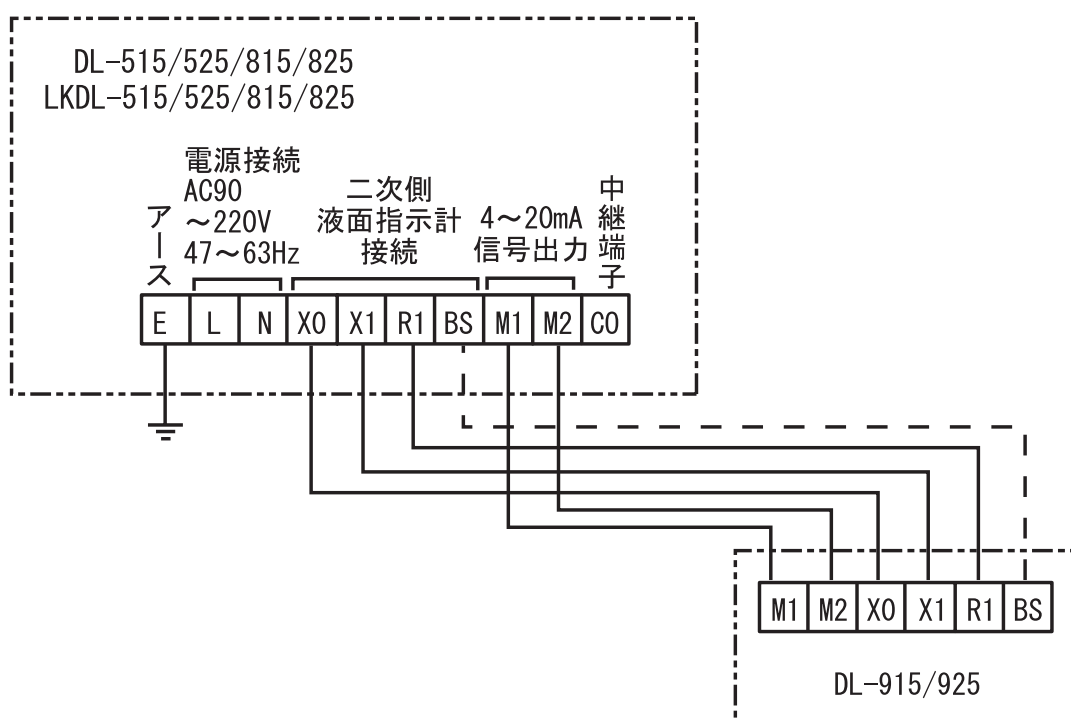 DL-515/525/815/825
LKDL-515/525/815/825
アース
電源接続
AC90
～220V
47～63Hz
二次側
液面指示計
接続
4～20mA
信号出力
中継端子
E L N X0 X1 R1 BS M1 M2 CO
M1 M2 X0 X1 R1 BS
DL-915/925